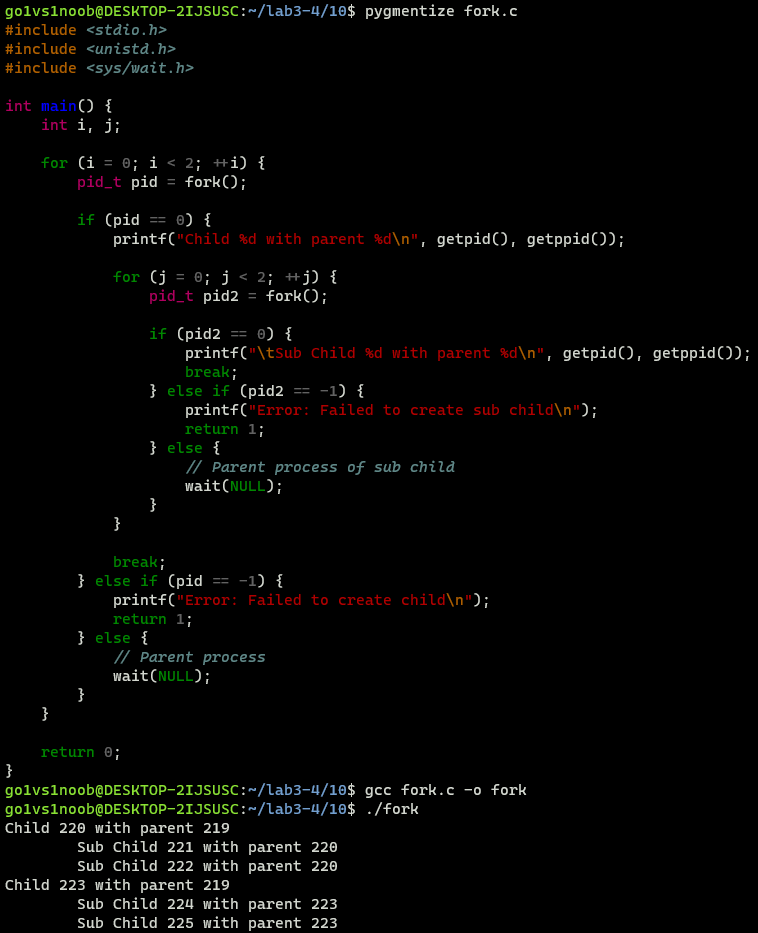 go1vs1noob@DESKTOP-2IJSUSC:~/lab3-4/10$ pygmentize fork.c
#include <stdio.h>
#include <unistd.h>
#include <sys/wait.h>

int main() {
    int i, j;

    for (i = 0; i < 2; ++i) {
        pid_t pid = fork();

        if (pid == 0) {
            printf("Child %d with parent %d\n", getpid(), getppid());

            for (j = 0; j < 2; ++j) {
                pid_t pid2 = fork();

                if (pid2 == 0) {
                    printf("\tSub Child %d with parent %d\n", getpid(), getppid());
                    break;
                } else if (pid2 == -1) {
                    printf("Error: Failed to create sub child\n");
                    return 1;
                } else {
                    // Parent process of sub child
                    wait(NULL);
                }
            }

            break;
        } else if (pid == -1) {
            printf("Error: Failed to create child\n");
            return 1;
        } else {
            // Parent process
            wait(NULL);
        }
    }

    return 0;
}
go1vs1noob@DESKTOP-2IJSUSC:~/lab3-4/10$ gcc fork.c -o fork
go1vs1noob@DESKTOP-2IJSUSC:~/lab3-4/10$ ./fork
Child 220 with parent 219
        Sub Child 221 with parent 220
        Sub Child 222 with parent 220
Child 223 with parent 219
        Sub Child 224 with parent 223
        Sub Child 225 with parent 223